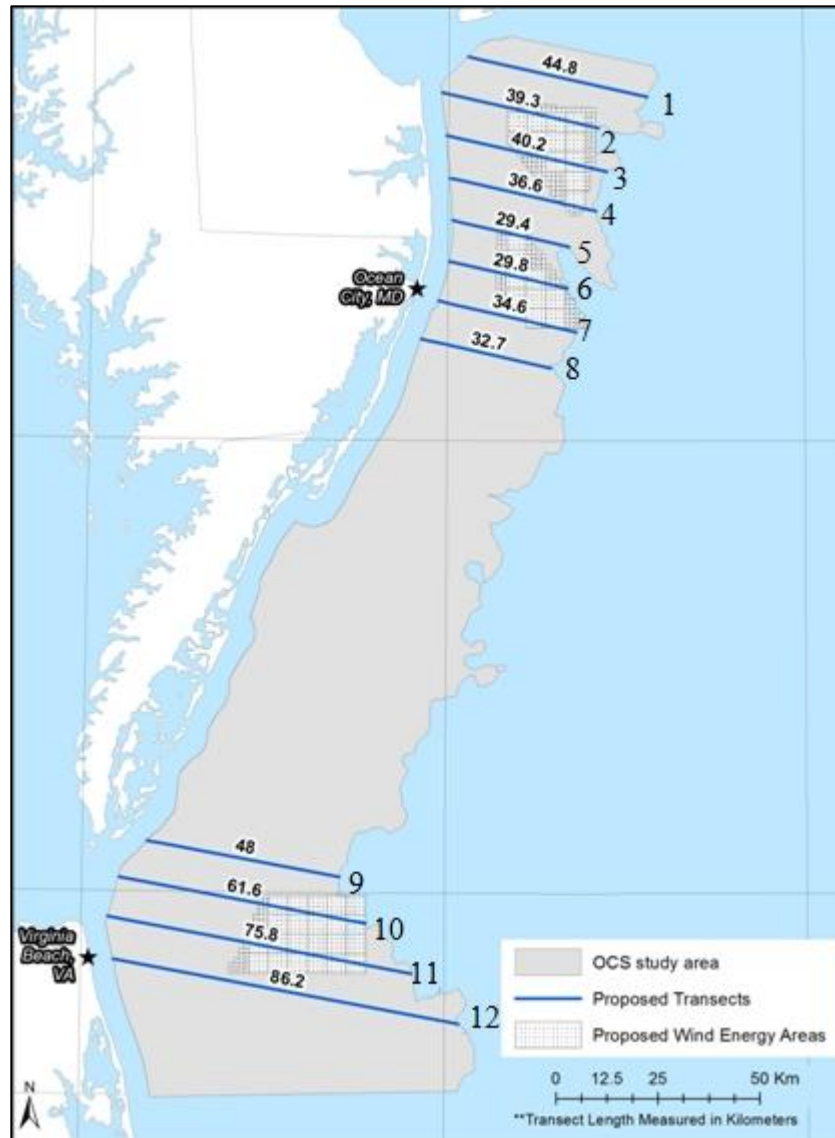 44.8
1
39.3
2
40.2
3
36.6
4
29.4
5
29.8
6
Ocean
City, MD
34.6
7
32.7
8
48
9
61.6
10
Virginia
Beach,
VA
75.8
11
86.2
12
OCS study area
Proposed Transects
Proposed Wind Energy Areas
N
0 12.5 25 50 Km
**Transect Length Measured in Kilometers